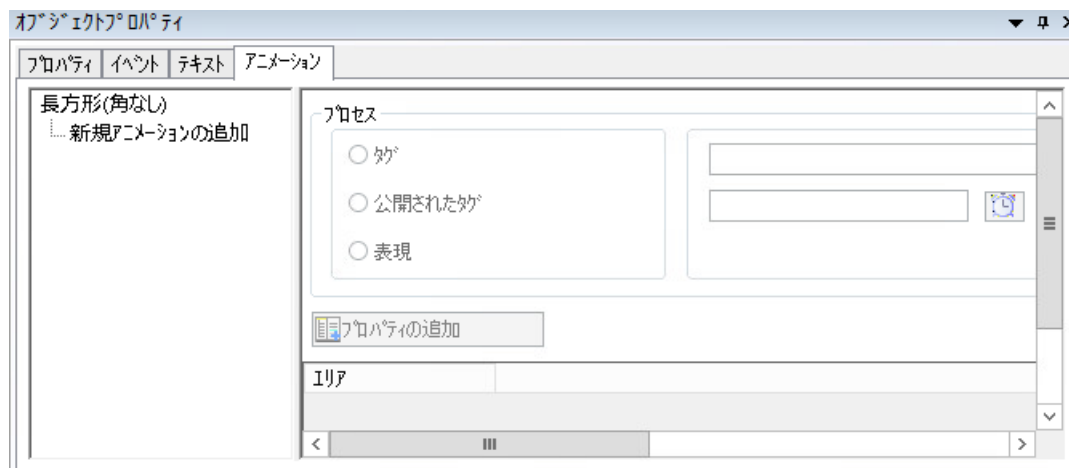 オブジェクトプロパティ
プロパティ イベント テキスト アニメーション
長方形(角なし)
新規アニメーションの追加
プロセス
タグ
公開されたタグ
表現
プロパティの追加
エリア